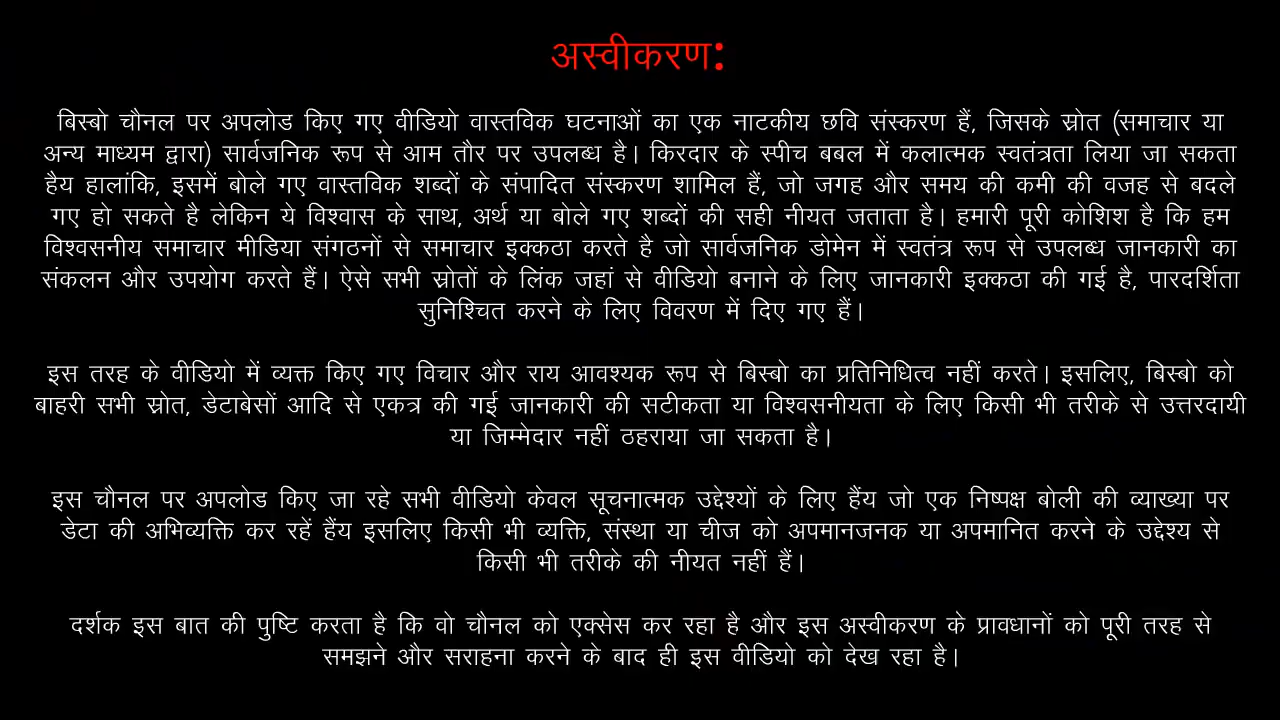 अस्वीकरण:
बिस्बो चौनल पर अपलोड किए गए वीडियो वास्तविक घटनाओं का एक नाटकीय छवि संस्करण हैं, जिसके स्रोत (समाचार या
अन्य माध्यम द्वारा) सार्वजनिक रूप से आम तौर पर उपलब्ध है। किरदार के स्पीच बबल में कलात्मक स्वतंत्रता लिया जा सकता
हैय हालांकि, इसमें बोले गए वास्तविक शब्दों के संपादित संस्करण शामिल हैं, जो जगह और समय की कमी की वजह से बदले
गए हो सकते है लेकिन ये विश्वास के साथ, अर्थ या बोले गए शब्दों की सही नीयत जताता है। हमारी पूरी कोशिश है कि हम
विश्वसनीय समाचार मीडिया संगठनों से समाचार इक्कठा करते है जो सार्वजनिक डोमेन में स्वतंत्र रूप से उपलब्ध जानकारी का
संकलन और उपयोग करते हैं। ऐसे सभी स्रोतों के लिंक जहां से वीडियो बनाने के लिए जानकारी इक्कठा की गई है, पारदर्शिता
सुनिश्चित करने के लिए विवरण में दिए गए हैं।
इस तरह के वीडियो में व्यक्त किए गए विचार और राय आवश्यक रूप से बिस्बो का प्रतिनिधित्व नहीं करते। इसलिए, बिस्बो को
बाहरी सभी स्रोत, डेटाबेसों आदि से एकत्र की गई जानकारी की सटीकता या विश्वसनीयता के लिए किसी भी तरीके से उत्तरदायी
या जिम्मेदार नहीं ठहराया जा सकता है।
इस चौनल पर अपलोड किए जा रहे सभी वीडियो केवल सूचनात्मक उद्देश्यों के लिए हैंय जो एक निष्पक्ष बोली की व्याख्या पर
डेटा की अभिव्यक्ति कर रहें हैंय इसलिए किसी भी व्यक्ति, संस्था या चीज को अपमानजनक या अपमानित करने के उद्देश्य से
किसी भी तरीके की नीयत नहीं हैं।
दर्शक इस बात की पुष्टि करता है कि वो चौनल को एक्सेस कर रहा है और इस अस्वीकरण के प्रावधानों को पूरी तरह से
समझने और सराहना करने के बाद ही इस वीडियो को देख रहा है।